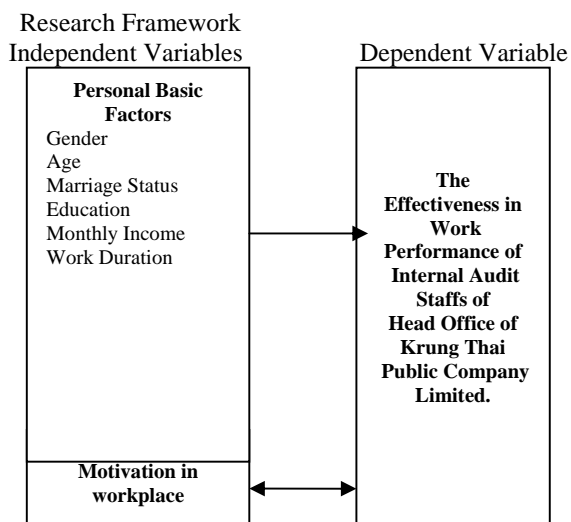 Research Framework
Independent Variables
Dependent Variable
Personal Basic
Factors
Gender
Age
Marriage Status
Education
Monthly Income
Work Duration
Motivation in
workplace
The
Effectiveness in
Work
Performance of
Internal Audit
Staffs of
Head Office of
Krung Thai
Public Company
Limited.